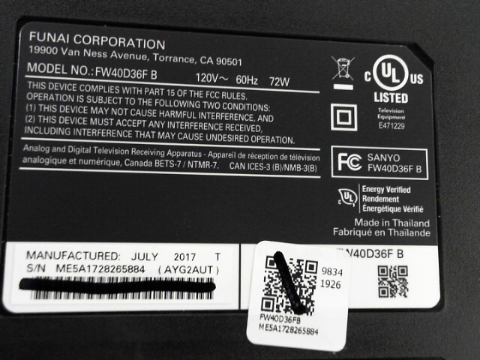 FUNAI CORPORATION
19900 Van Ness Avenue, Torrance, CA 90501
MODEL NO.: FW40D36F B 120V~ 60Hz 72W
THIS DEVICE COMPLIES WITH PART 15 OF THE FCC RULES.
OPERATION IS SUBJECT TO THE FOLLOWING TWO CONDITIONS:
(1) THIS DEVICE MAY NOT CAUSE HARMFUL INTERFERENCE, AND
(2) THIS DEVICE MUST ACCEPT ANY INTERFERENCE RECEIVED,
INCLUDING INTERFERENCE THAT MAY CAUSE UNDESIRED OPERATION.
Analog and Digital Television Receiving Apparatus - Appareil de réception de télévision
analogique et numérique, Canada BETS-7 / NTMR-7. CAN ICES-3 (B)/NMB-3(B)
C UL US
LISTED
Television
Equipment
E471229
FC SANYO
FW40D36F B
Energy Verified
Rendement
Énergétique Vérifié
Made in Thailand
Fabriqué en Thaïlande
MANUFACTURED: JULY 2017 T
S/N ME5A1728265884 (AYG2AUT)
FW40D36F B
9834
1926
FW40D36FB
ME5A1728265884